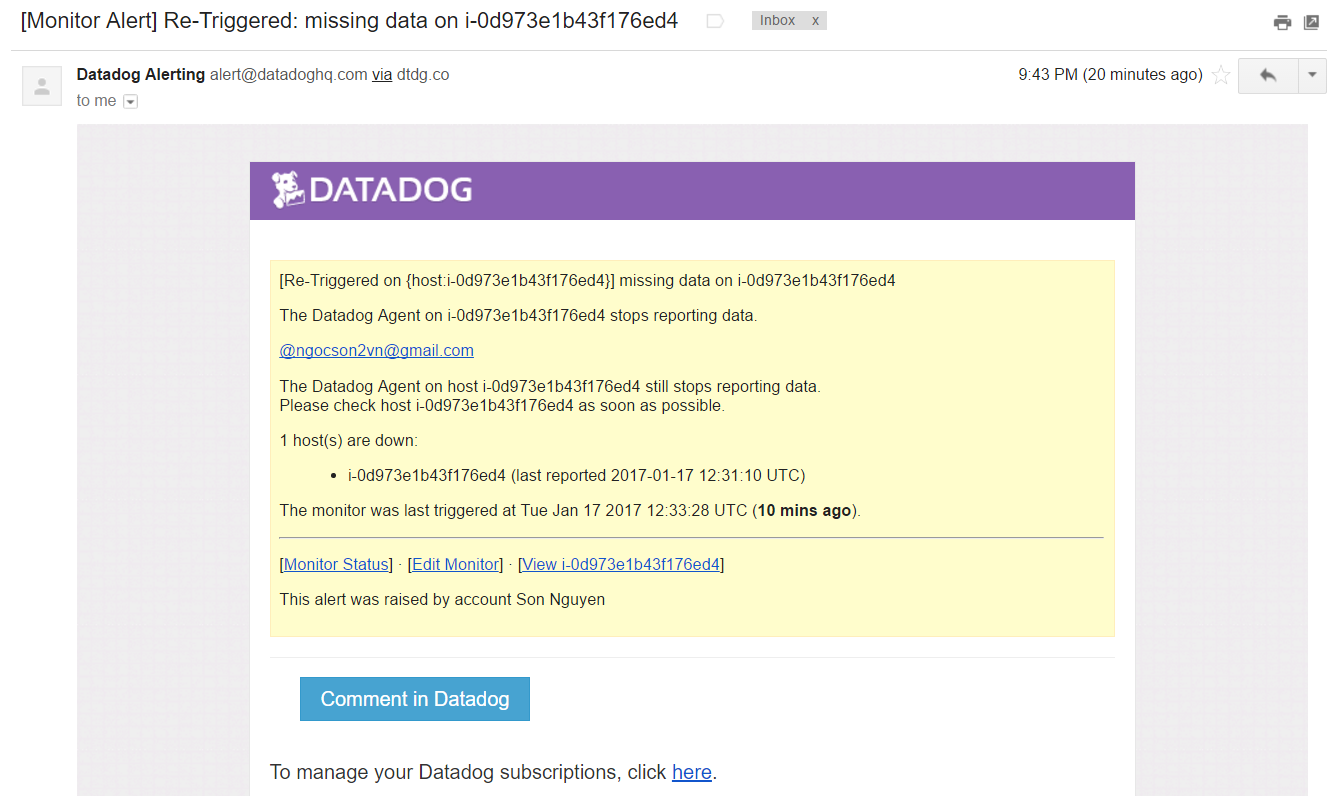 [Monitor Alert] Re-Triggered: missing data on i-0d973e1b43f176ed4
Inbox x
Datadog Alerting alert@datadoghq.com via dtdg.co
9:43 PM (20 minutes ago)
to me
DATADOG
[Re-Triggered on {host:i-0d973e1b43f176ed4}] missing data on i-0d973e1b43f176ed4
The Datadog Agent on i-0d973e1b43f176ed4 stops reporting data.
@ngocson2vn@gmail.com
The Datadog Agent on host i-0d973e1b43f176ed4 still stops reporting data.
Please check host i-0d973e1b43f176ed4 as soon as possible.
1 host(s) are down:
• i-0d973e1b43f176ed4 (last reported 2017-01-17 12:31:10 UTC)
The monitor was last triggered at Tue Jan 17 2017 12:33:28 UTC (10 mins ago).
[Monitor Status] · [Edit Monitor] · [View i-0d973e1b43f176ed4]
This alert was raised by account Son Nguyen
Comment in Datadog
To manage your Datadog subscriptions, click here.